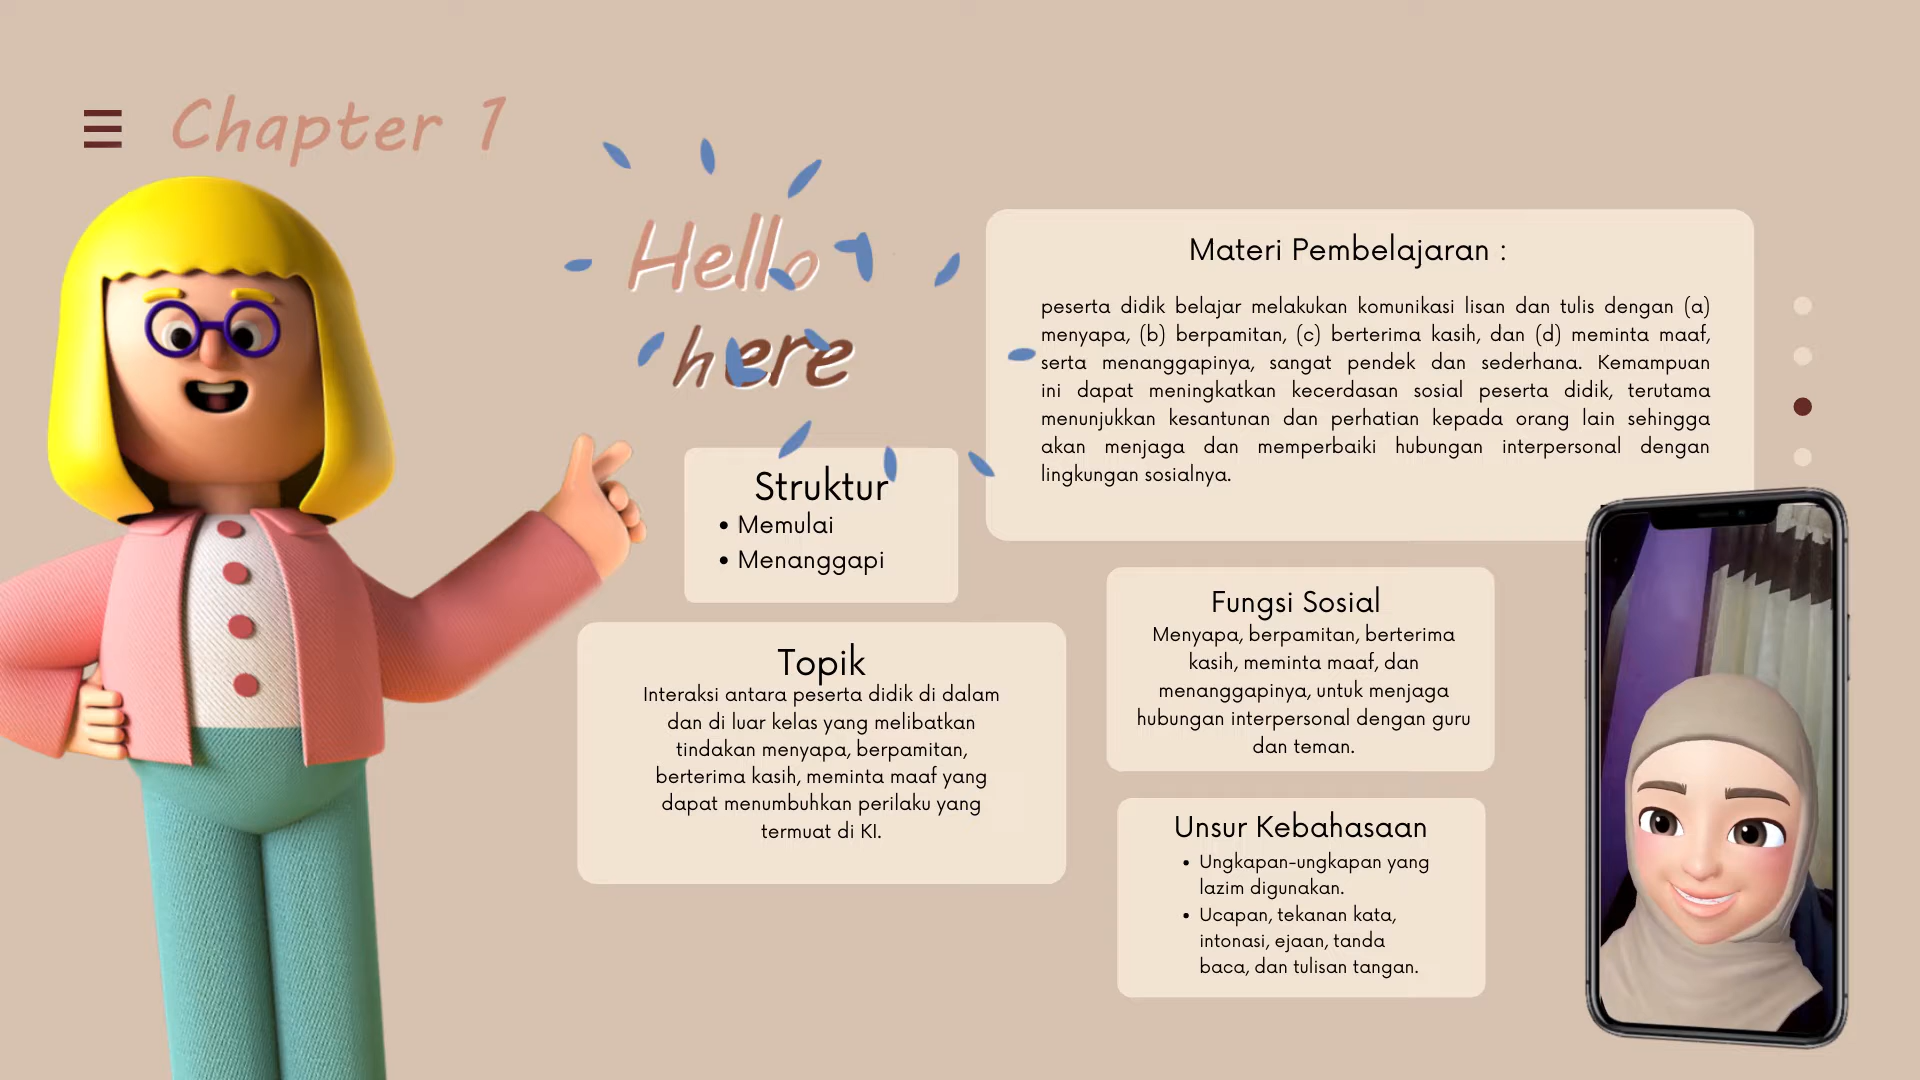 Chapter 1
Hello
here
Materi Pembelajaran :
peserta didik belajar melakukan komunikasi lisan dan tulis dengan (a)
menyapa, (b) berpamitan, (c) berterima kasih, dan (d) meminta maaf,
serta menanggapinya, sangat pendek dan sederhana. Kemampuan
ini dapat meningkatkan kecerdasan sosial peserta didik, terutama
menunjukkan kesantunan dan perhatian kepada orang lain sehingga
akan menjaga dan memperbaiki hubungan interpersonal dengan
lingkungan sosialnya.
Struktur
• Memulai
• Menanggapi
Topik
Interaksi antara peserta didik di dalam
dan di luar kelas yang melibatkan
tindakan menyapa, berpamitan,
berterima kasih, meminta maaf yang
dapat menumbuhkan perilaku yang
termuat di KI.
Fungsi Sosial
Menyapa, berpamitan, berterima
kasih, meminta maaf, dan
menanggapinya, untuk menjaga
hubungan interpersonal dengan guru
dan teman.
Unsur Kebahasaan
• Ungkapan-ungkapan yang
lazim digunakan.
• Ucapan, tekanan kata,
intonasi, ejaan, tanda
baca, dan tulisan tangan.